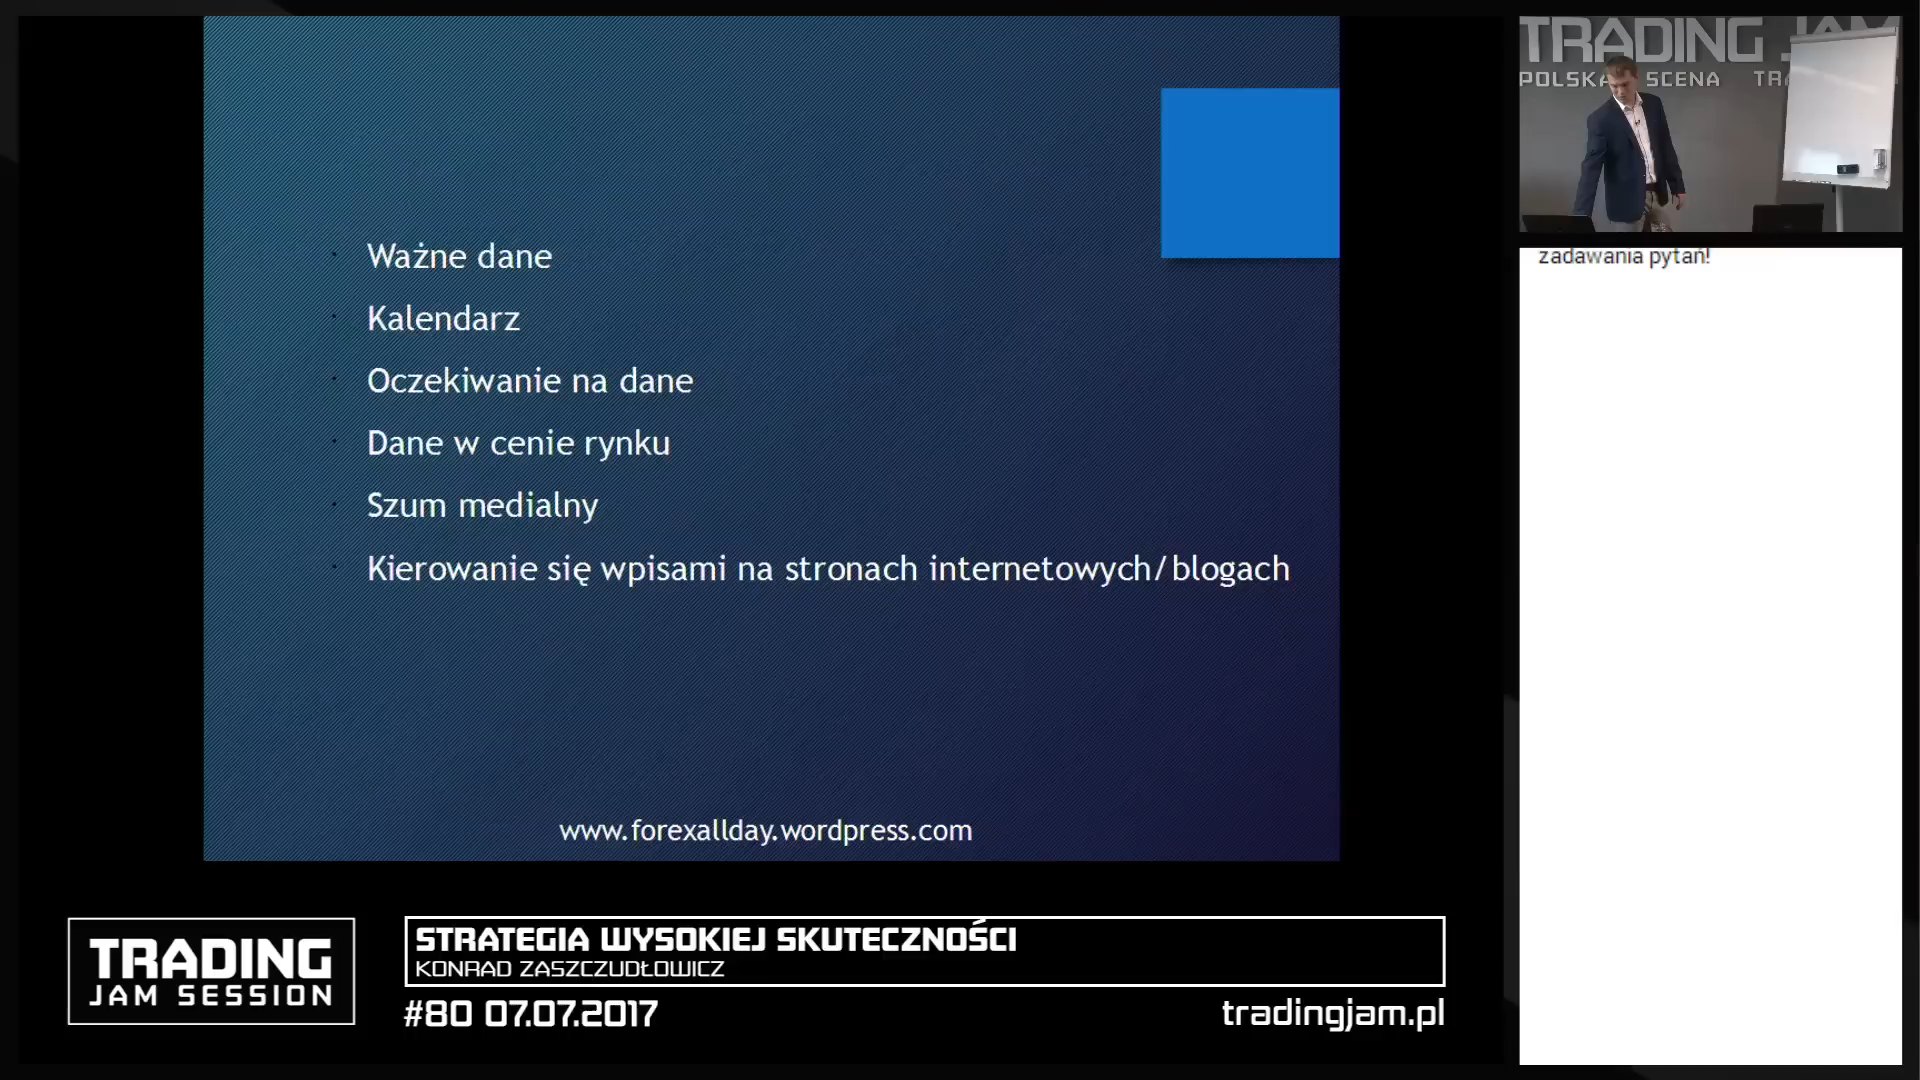 Ważne dane
Kalendarz
Oczekiwanie na dane
Dane w cenie rynku
Szum medialny
Kierowanie się wpisami na stronach internetowych/blogach
www.forexallday.wordpress.com
TRADING
POLSKA SCENA
zadawania pytań!
TRADING
JAM SESSION
STRATEGIA WYSOKIEJ SKUTECZNOŚCI
KONRAD ZASZCZUDŁOWICZ
#80 07.07.2017
tradingjam.pl